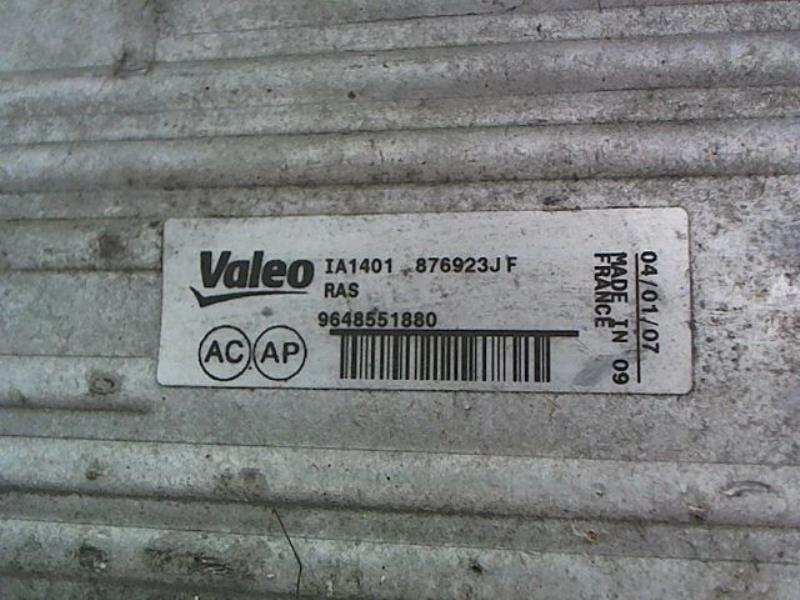 Valeo IA1401 876923J F
RAS
9648551880
AC AP
04/01/07
MADE IN 09
FRANCE